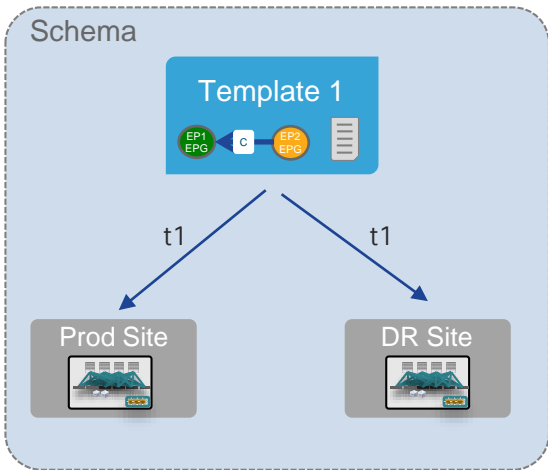 Schema
Template 1
EP1
EPG
C
EP2
EPG
t1
t1
Prod Site
DR Site